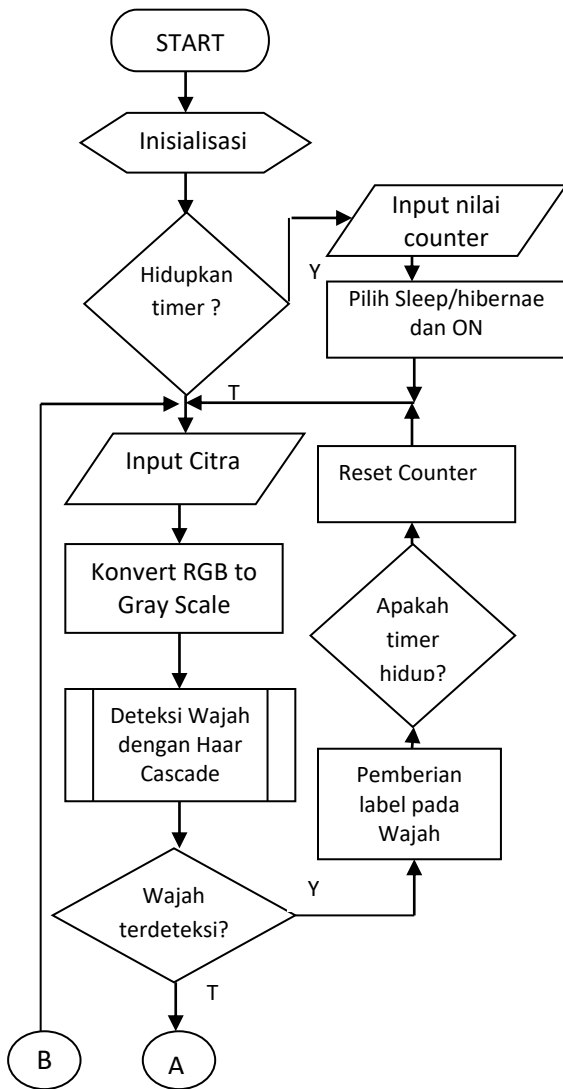 START
Inisialisasi
Hidupkan
timer ?
Y
Input nilai
counter
Pilih Sleep/hibernae
dan ON
T
Input Citra
Reset Counter
Konvert RGB to
Gray Scale
Apakah
timer
hidup?
Deteksi Wajah
dengan Haar
Cascade
Pemberian
label pada
Wajah
Wajah
terdeteksi?
Y
T
B
A